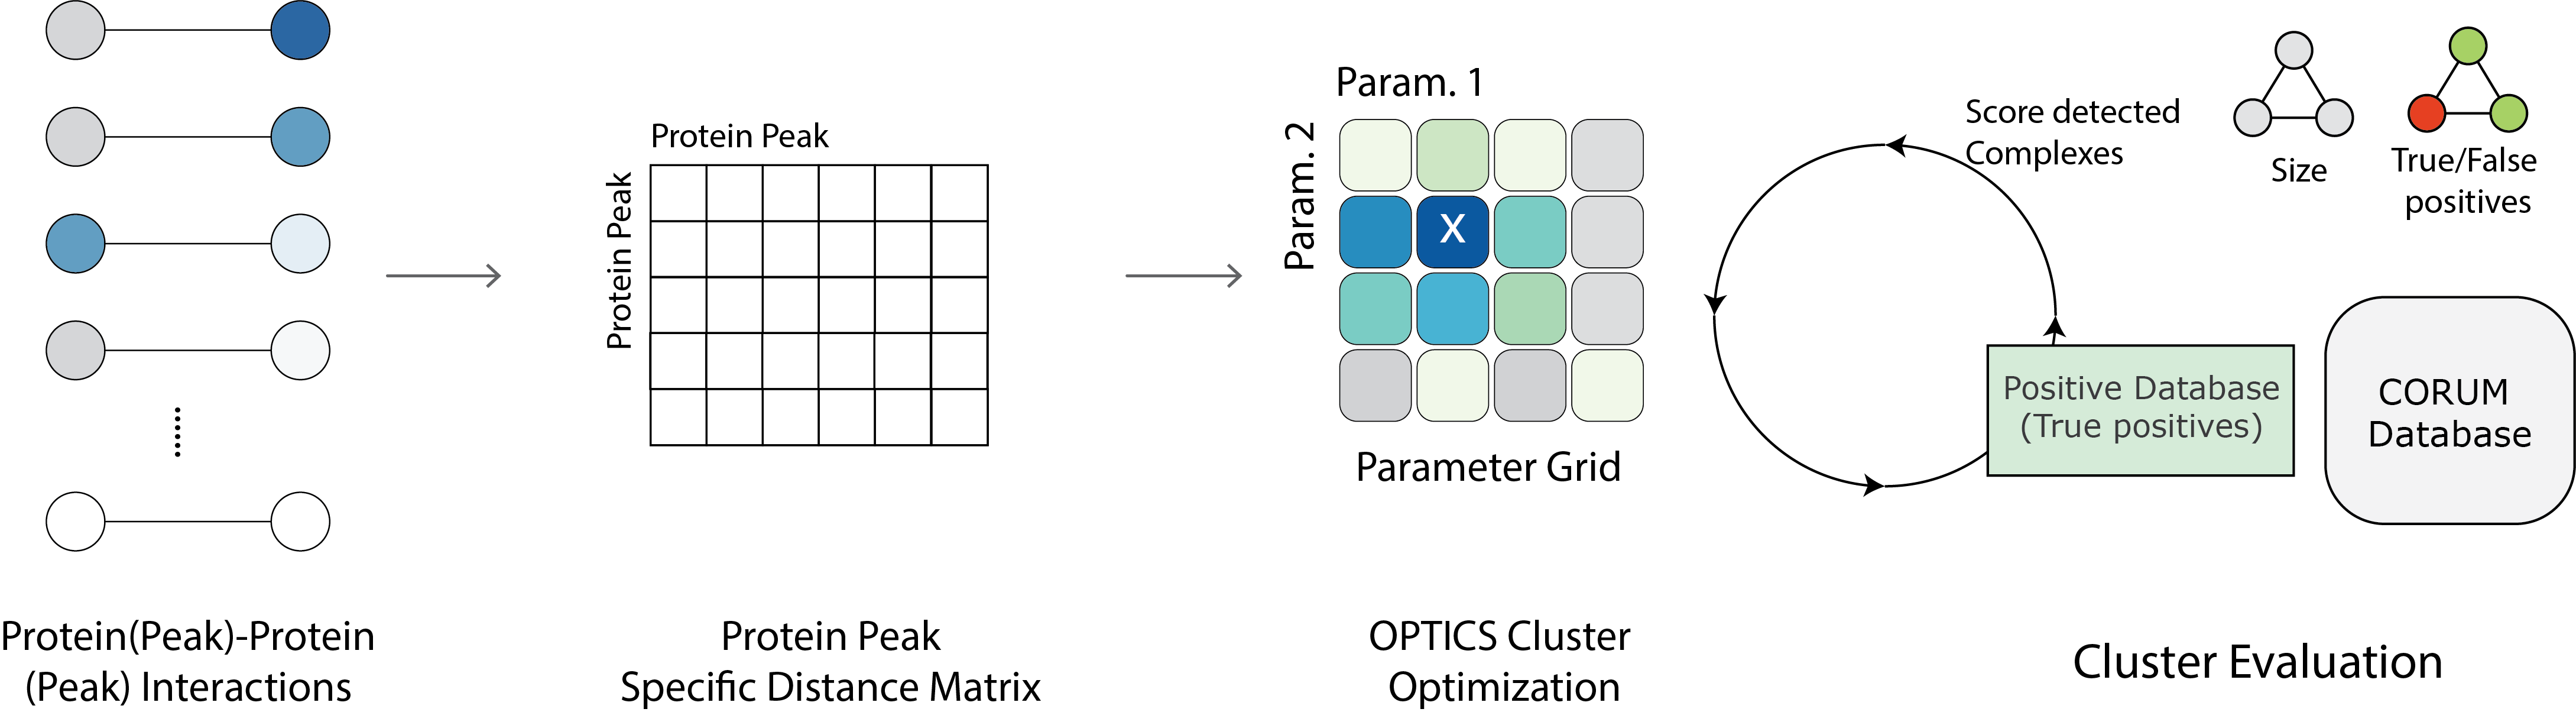 Protein Peak
Protein Peak
Param. 1
Param. 2
X
Parameter Grid
Score detected
Complexes
Size
True/False
positives
Positive Database
(True positives)
CORUM
Database
Protein(Peak)-Protein
(Peak) Interactions
Protein Peak
Specific Distance Matrix
OPTICS Cluster
Optimization
Cluster Evaluation